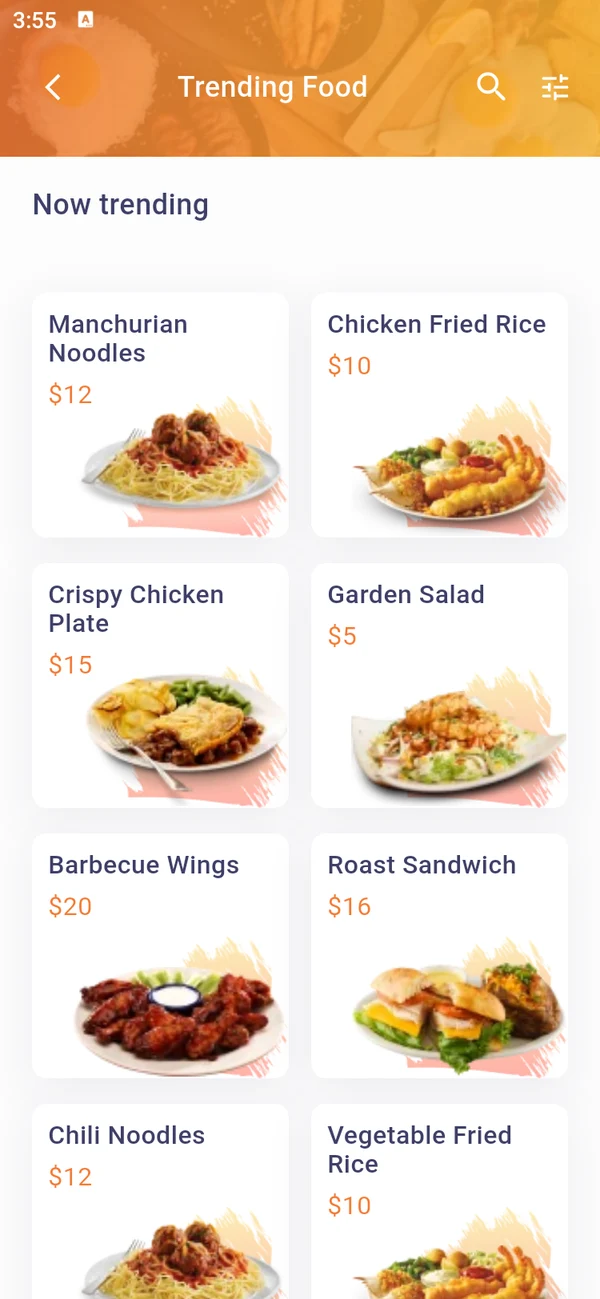 3:55 A
Trending Food
Now trending
Manchurian
Noodles
$12
Chicken Fried Rice
$10
Crispy Chicken
Plate
$15
Garden Salad
$5
Barbecue Wings
$20
Roast Sandwich
$16
Chili Noodles
$12
Vegetable Fried
Rice
$10